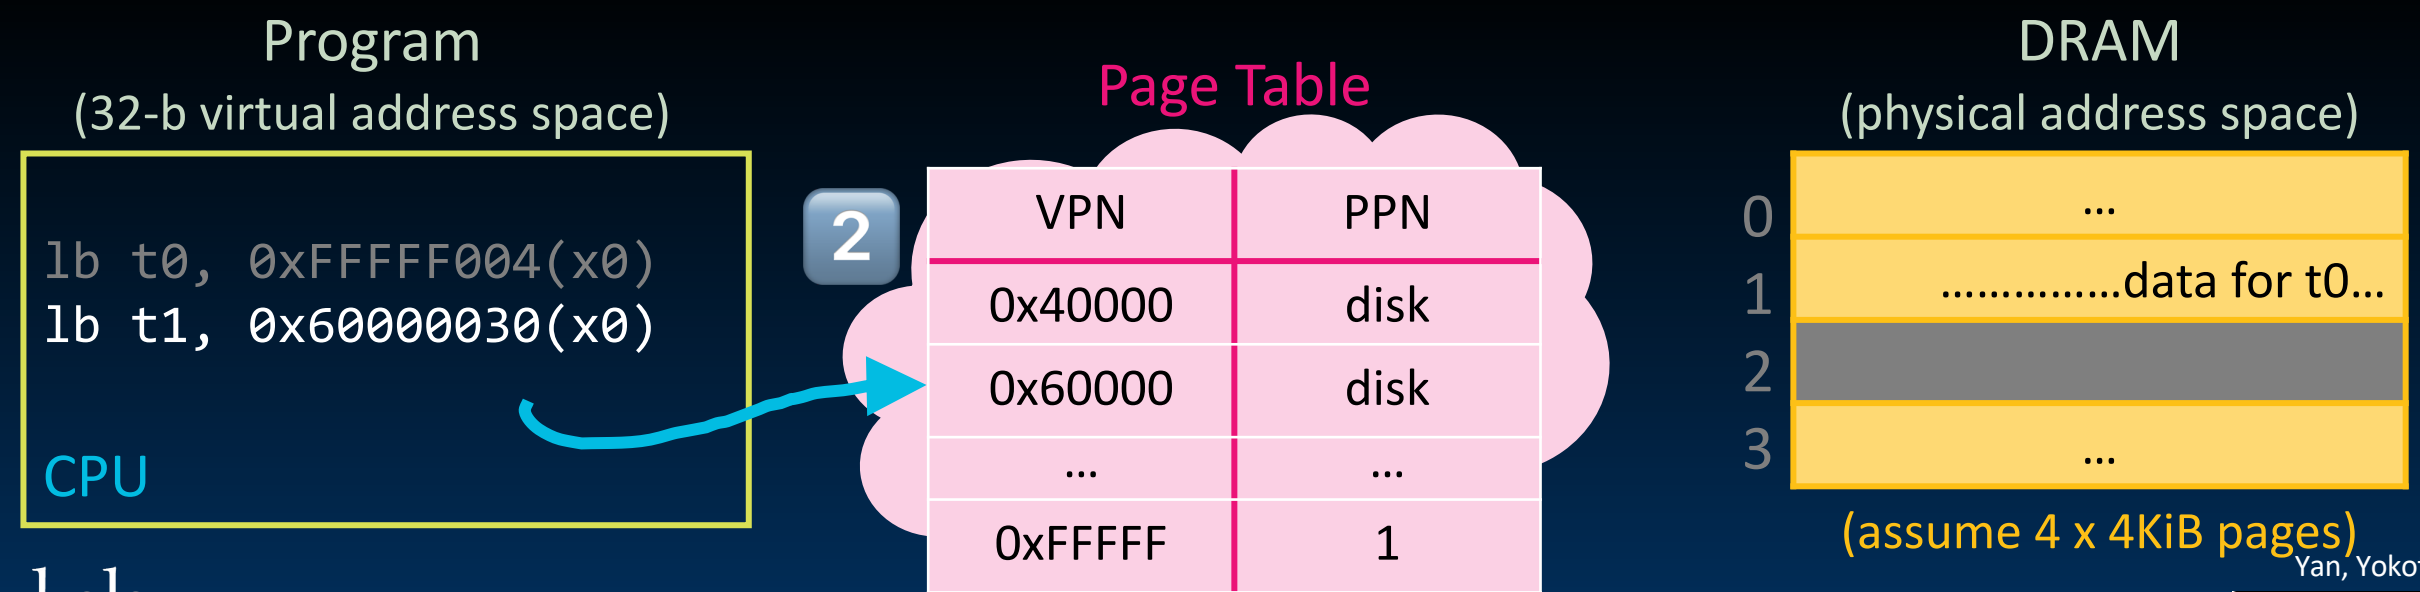 Program
(32-b virtual address space)
lb t0, 0xFFFFF004(x0)
lb t1, 0x60000030(x0)
CPU
2
Page Table
VPN PPN
0x40000 disk
0x60000 disk
… …
0xFFFFF 1
DRAM
(physical address space)
0 …
1 ……………data for t0…
2
3 …
(assume 4 x 4KiB pages)
Yan,